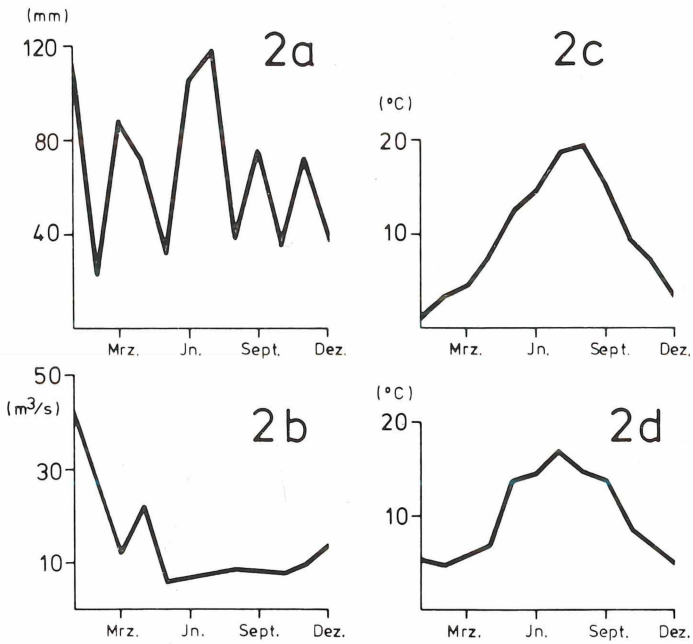 2a
(mm)
120
80
40
Mrz. Jn. Sept. Dez.
2c
(°C)
20
10
Mrz. Jn. Sept. Dez.
2b
50
(m³/s)
30
10
Mrz. Jn. Sept. Dez.
2d
(°C)
20
10
Mrz. Jn. Sept. Dez.